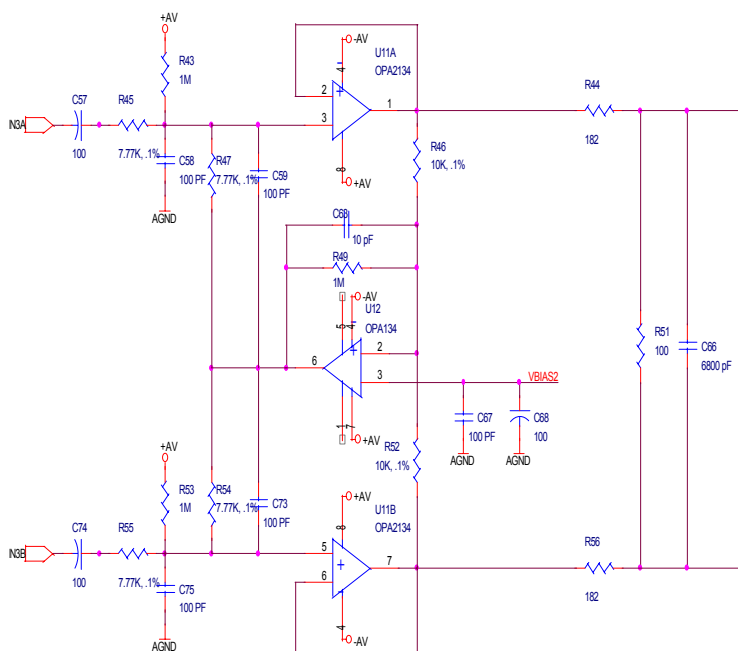 -AV
U11A
OPA2134
+AV
R43
1M
4
2
1
3
8
+AV
C57
100
R45
7.77K, .1%
IN3A
R44
182
C58
100 PF
R47
7.77K, .1%
C59
100 PF
R46
10K, .1%
AGND
C63
10 pF
R49
1M
-AV
U12
OPA134
5
4
2
6
3
VBIAS2
1
7
+AV
R51
100
C66
6800 pF
C67
100 PF
C68
100
AGND
AGND
+AV
R53
1M
R54
7.77K, .1%
C73
100 PF
R52
10K, .1%
+AV
U11B
OPA2134
8
5
6
7
4
-AV
C74
100
R55
7.77K, .1%
IN3B
C75
100 PF
AGND
R56
182